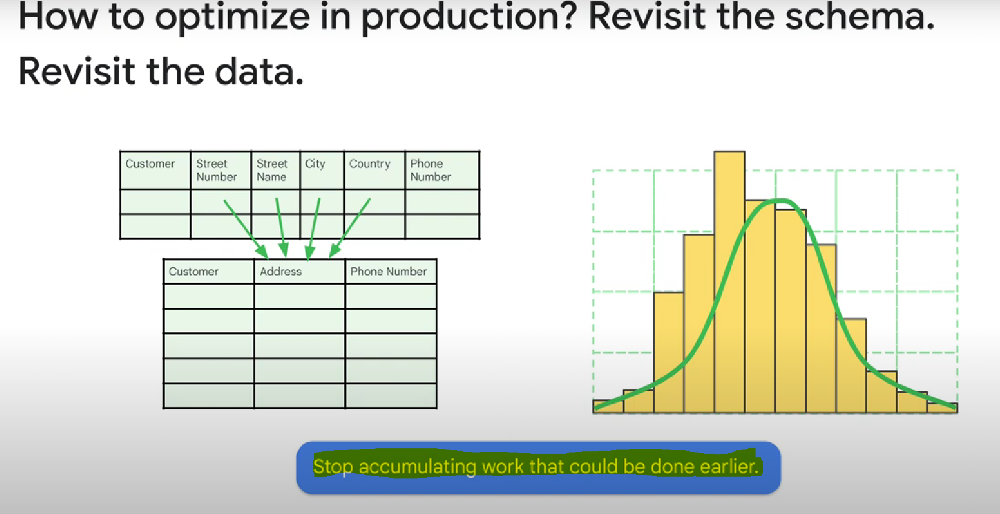 How to optimize in production? Revisit the schema.
Revisit the data.
Customer
Street
Number
Street
Name
City
Country
Phone
Number
Customer
Address
Phone Number
Stop accumulating work that could be done earlier.